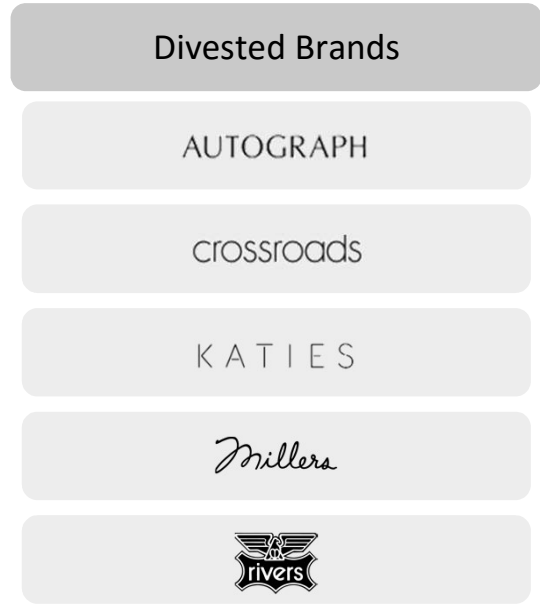 Divested Brands
AUTOGRAPH
crossroads
KATIES
Millers
rivers